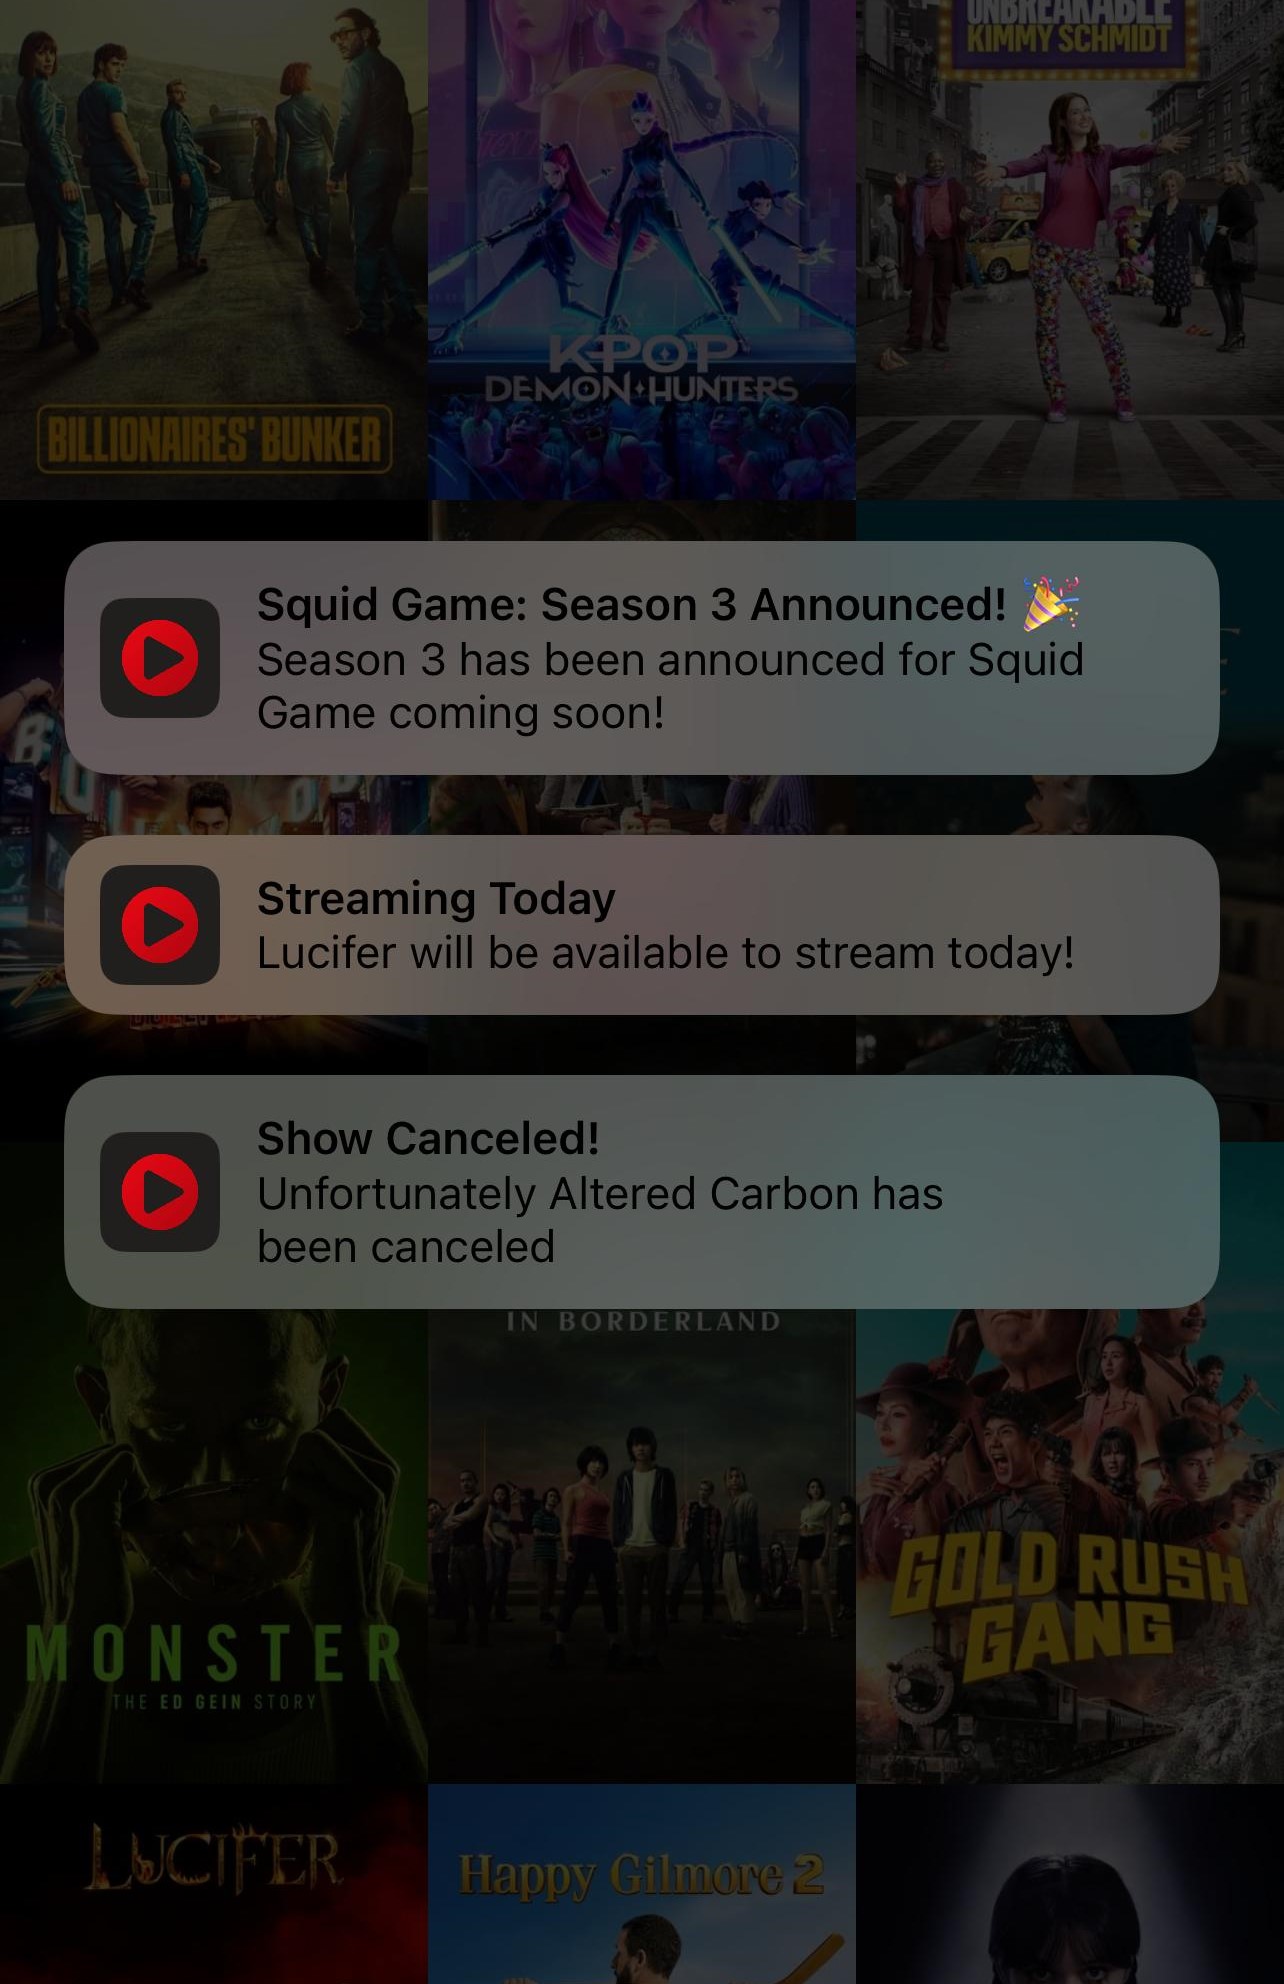 UNBREAKABLE
KIMMY SCHMIDT
KPOP
DEMON HUNTERS
BILLIONAIRES' BUNKER
Squid Game: Season 3 Announced! 🎉
Season 3 has been announced for Squid
Game coming soon!
Streaming Today
Lucifer will be available to stream today!
Show Canceled!
Unfortunately Altered Carbon has
been canceled
IN BORDERLAND
GOLD RUSH
GANG
MONSTER
THE ED GEIN STORY
LUCIFER
Happy Gilmore 2